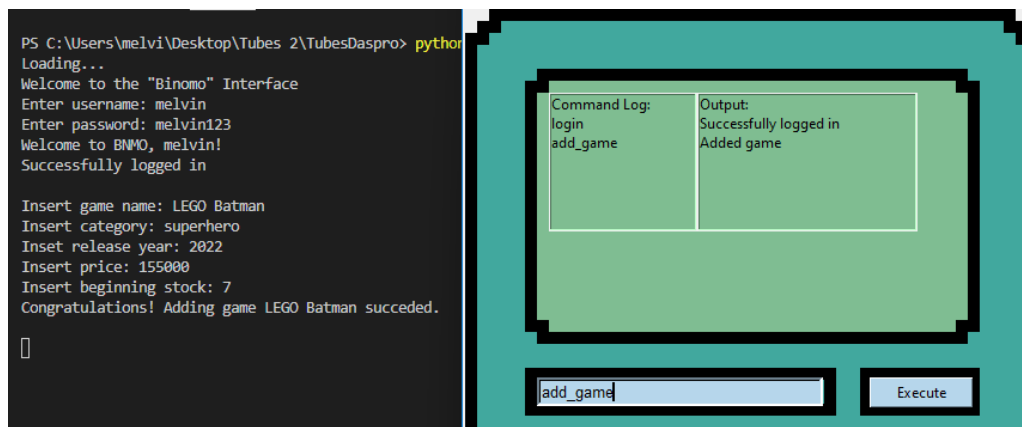 PS C:\Users\melvi\Desktop\Tubes 2\TubesDaspro> python
Loading...
Welcome to the "Binomo" Interface
Enter username: melvin
Enter password: melvin123
Welcome to BNMO, melvin!
Successfully logged in
Insert game name: LEGO Batman
Insert category: superhero
Inset release year: 2022
Insert price: 155000
Insert beginning stock: 7
Congratulations! Adding game LEGO Batman succeded.
Command Log:
login
add_game
Output:
Successfully logged in
Added game
add_game
Execute